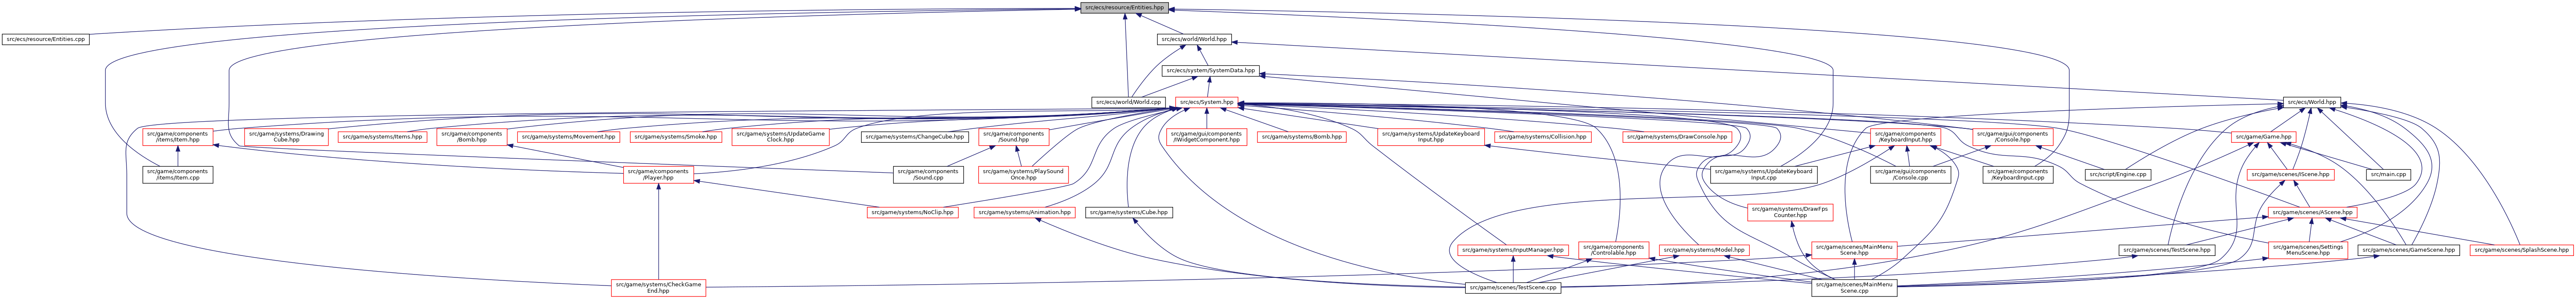 src/ecs/resource/Entities.hpp
src/ecs/resource/Entities.cpp
src/ecs/world/World.hpp
src/ecs/system/SystemData.hpp
src/ecs/world/World.cpp
src/ecs/System.hpp
src/ecs/World.hpp
src/game/components
/items/Item.hpp
src/game/systems/Drawing
Cube.hpp
src/game/systems/Items.hpp
src/game/components
/Bomb.hpp
src/game/systems/Movement.hpp
src/game/systems/Smoke.hpp
src/game/systems/UpdateGame
Clock.hpp
src/game/systems/ChangeCube.hpp
src/game/components
/Sound.hpp
src/game/gui/components
/IWidgetComponent.hpp
src/game/systems/Bomb.hpp
src/game/systems/UpdateKeyboard
Input.hpp
src/game/systems/Collision.hpp
src/game/systems/DrawConsole.hpp
src/game/components
/KeyboardInput.hpp
src/game/gui/components
/Console.hpp
src/game/Game.hpp
src/game/components
/items/Item.cpp
src/game/components
/Player.hpp
src/game/components
/Sound.cpp
src/game/systems/PlaySound
Once.hpp
src/game/systems/UpdateKeyboard
Input.cpp
src/game/gui/components
/Console.cpp
src/game/components
/KeyboardInput.cpp
src/script/Engine.cpp
src/game/scenes/IScene.hpp
src/main.cpp
src/game/systems/NoClip.hpp
src/game/systems/Animation.hpp
src/game/systems/Cube.hpp
src/game/systems/DrawFps
Counter.hpp
src/game/scenes/AScene.hpp
src/game/systems/InputManager.hpp
src/game/components
/Controlable.hpp
src/game/systems/Model.hpp
src/game/scenes/MainMenu
Scene.hpp
src/game/scenes/TestScene.hpp
src/game/scenes/Settings
MenuScene.hpp
src/game/scenes/GameScene.hpp
src/game/scenes/SplashScene.hpp
src/game/systems/CheckGame
End.hpp
src/game/scenes/TestScene.cpp
src/game/scenes/MainMenu
Scene.cpp